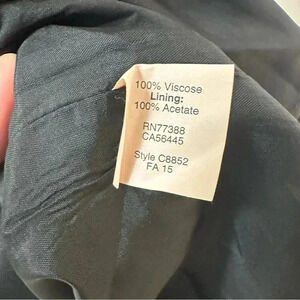 100% Viscose
Lining:
100% Acetate
RN77388
CA56445
Style C8852
FA 15